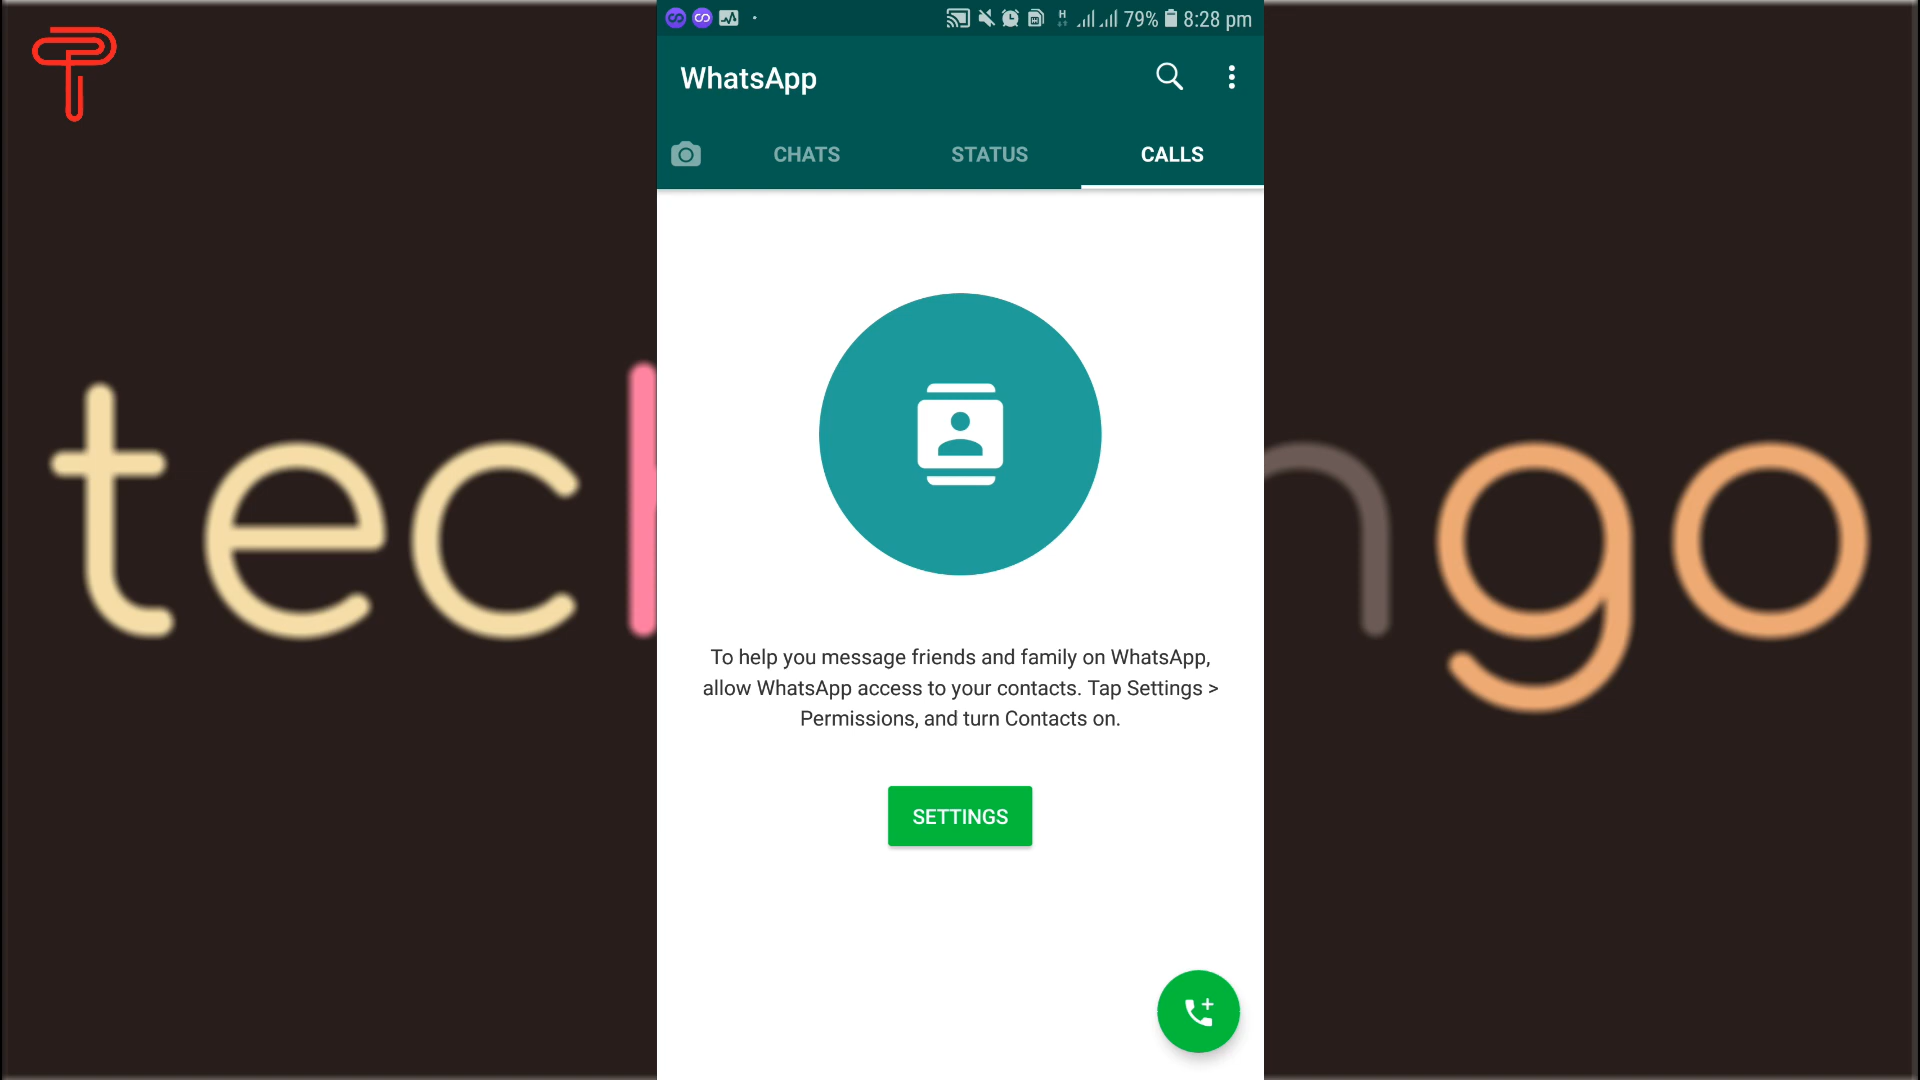 79% 8:28 pm
WhatsApp
CHATS STATUS CALLS
To help you message friends and family on WhatsApp,
allow WhatsApp access to your contacts. Tap Settings >
Permissions, and turn Contacts on.
SETTINGS
tec
ngo